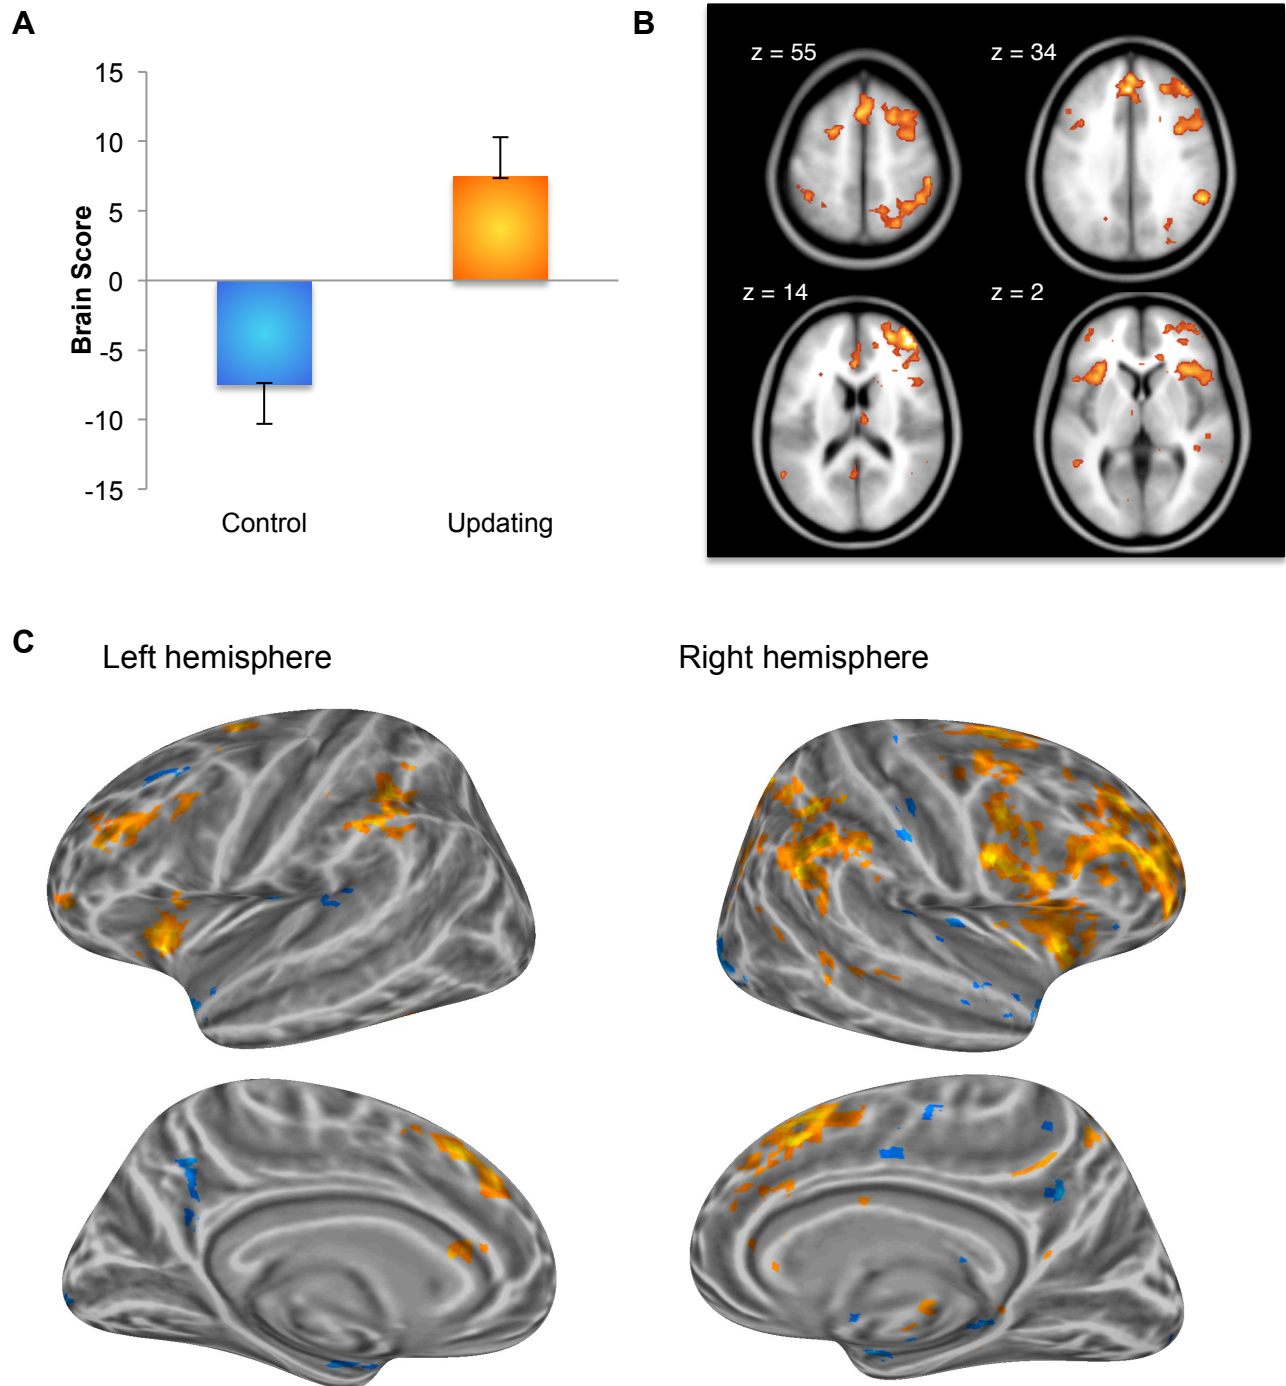 A
B
15
10
5
0
-5
-10
-15
Brain Score
Control
Updating
z = 55
z = 34
z = 14
z = 2
C
Left hemisphere
Right hemisphere